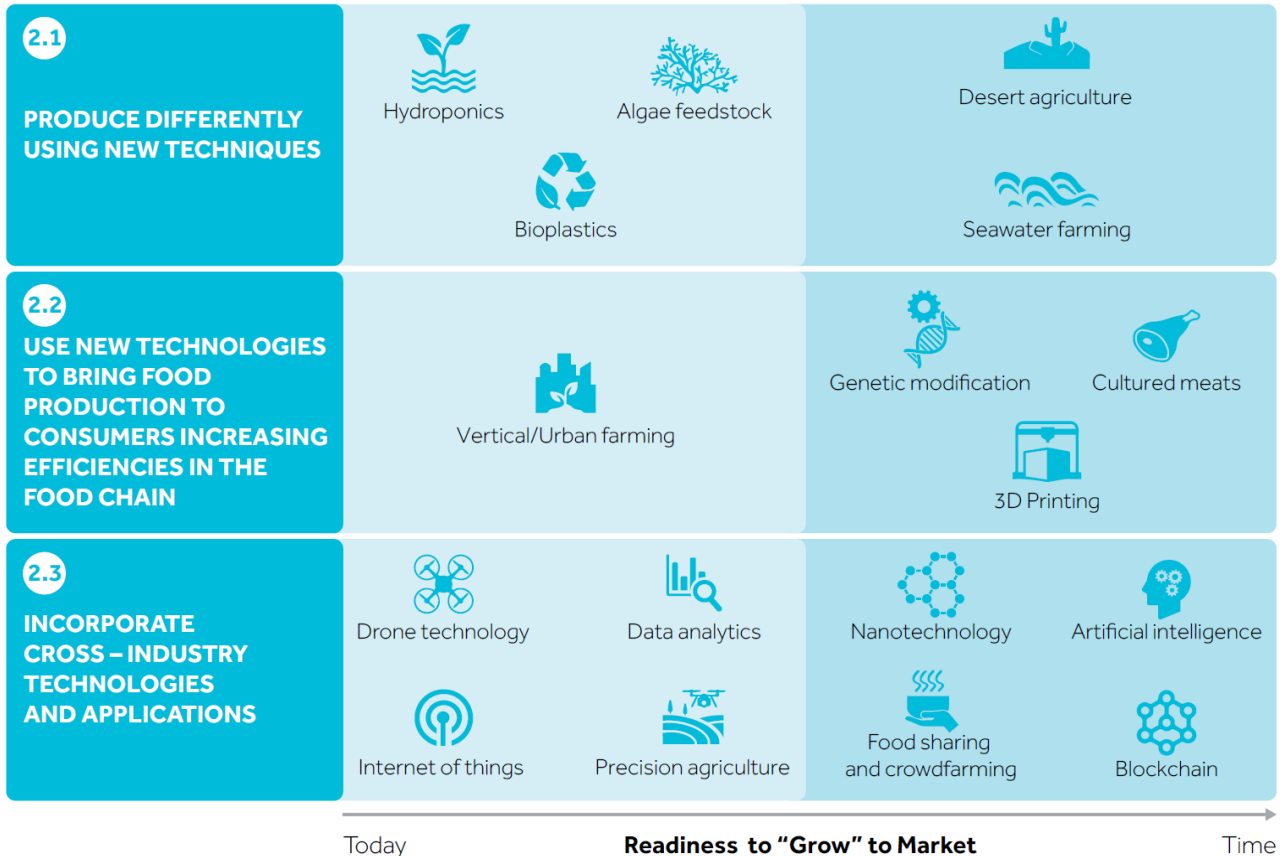 2.1
PRODUCE DIFFERENTLY
USING NEW TECHNIQUES
Hydroponics
Algae feedstock
Bioplastics
Desert agriculture
Seawater farming
2.2
USE NEW TECHNOLOGIES
TO BRING FOOD
PRODUCTION TO
CONSUMERS INCREASING
EFFICIENCIES IN THE
FOOD CHAIN
Vertical/Urban farming
Genetic modification
Cultured meats
3D Printing
2.3
INCORPORATE
CROSS – INDUSTRY
TECHNOLOGIES
AND APPLICATIONS
Drone technology
Data analytics
Internet of things
Precision agriculture
Nanotechnology
Artificial intelligence
Food sharing
and crowdfarming
Blockchain
Today
Readiness to “Grow” to Market
Time